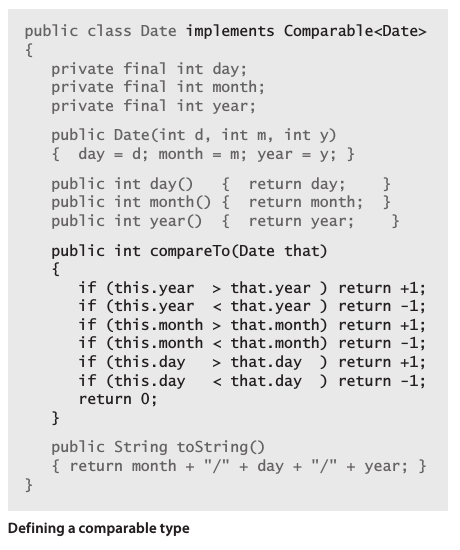 public class Date implements Comparable<Date>
{
   private final int day;
   private final int month;
   private final int year;
   public Date(int d, int m, int y)
   {  day = d; month = m; year = y; }
   public int day()   {  return day;    }
   public int month() {  return month;  }
   public int year()  {  return year;    }
   public int compareTo(Date that)
   {
      if (this.year  > that.year ) return +1;
      if (this.year  < that.year ) return -1;
      if (this.month > that.month) return +1;
      if (this.month < that.month) return -1;
      if (this.day   > that.day  ) return +1;
      if (this.day   < that.day  ) return -1;
      return 0;
   }
   public String toString()
   { return month + "/" + day + "/" + year; }
}
Defining a comparable type